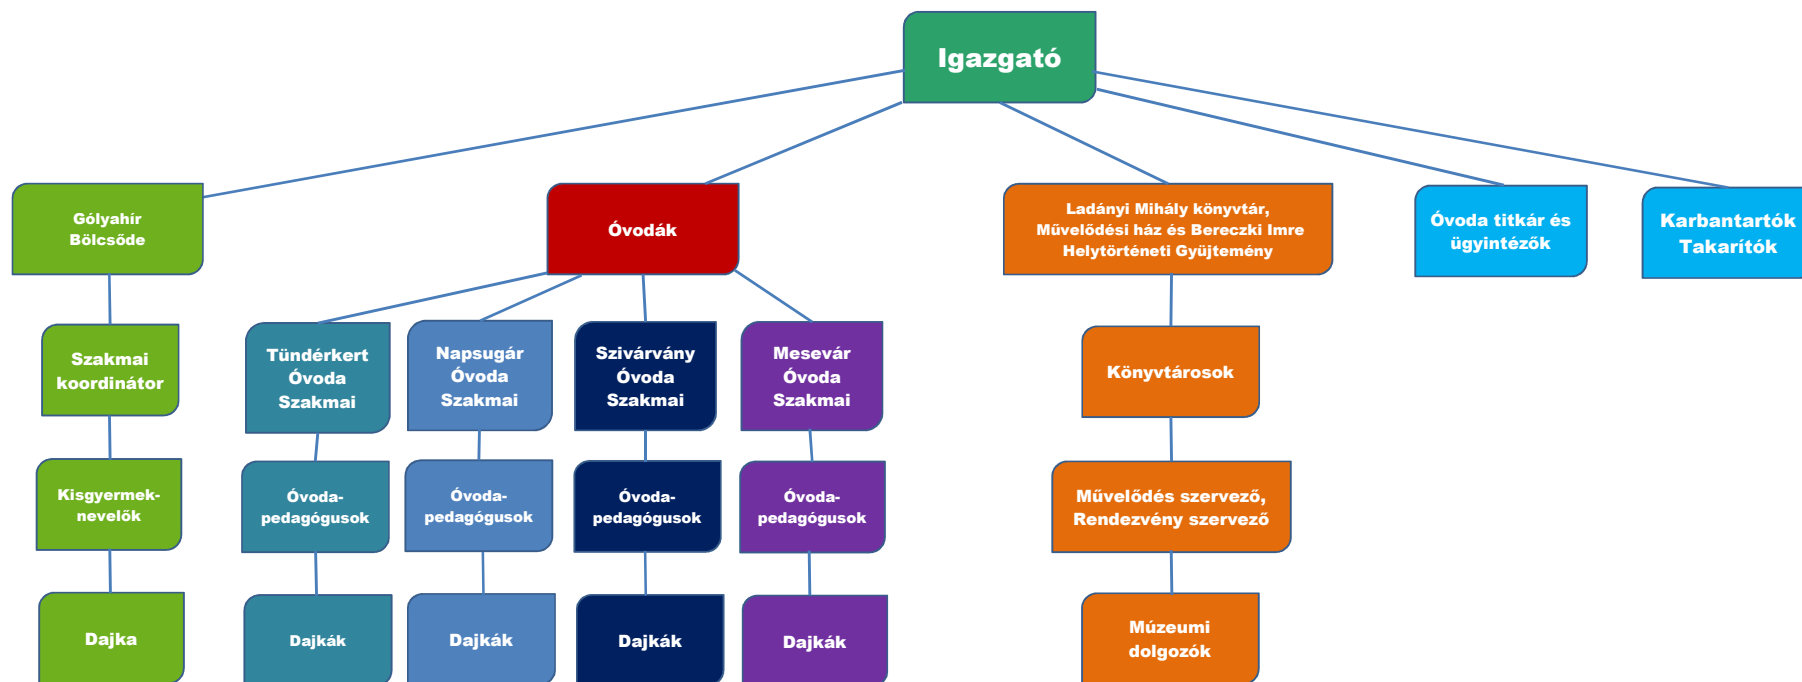 Igazgató
Gólyahír
Bölcsőde
Óvodák
Ladányi Mihály könyvtár,
Művelődési ház és Bereczki Imre
Helytörténeti Gyüjtemény
Óvoda titkár és
ügyintézők
Karbantartók
Takarítók
Szakmai
koordinátor
Tündérkert
Óvoda
Szakmai
Napsugár
Óvoda
Szakmai
Szivárvány
Óvoda
Szakmai
Mesevár
Óvoda
Szakmai
Könyvtárosok
Kisgyermek-
nevelők
Óvoda-
pedagógusok
Óvoda-
pedagógusok
Óvoda-
pedagógusok
Óvoda-
pedagógusok
Művelődés szervező,
Rendezvény szervező
Dajka
Dajkák
Dajkák
Dajkák
Dajkák
Múzeumi
dolgozók